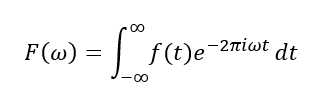 F(ω) = ∫_{-∞}^{∞} f(t)e^{-2πiωt} dt